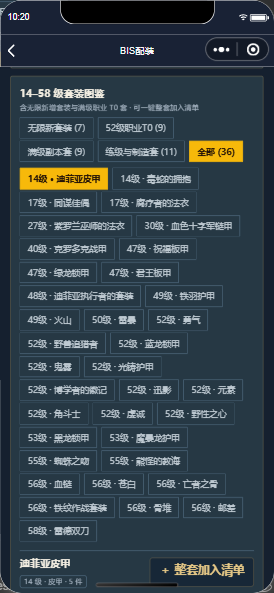 10:20
BIS配装
14-58 级套装图鉴
含无限新增套装与满级职业 T0 套 · 可一键整套加入清单
无限新套装 (7)
52级职业T0 (9)
满级副本套 (9)
练级与制造套 (11)
全部 (36)
14级 · 迪菲亚皮甲
14级 · 毒蛇的拥抱
17级 · 同谋佳偶
17级 · 腐疗者的法衣
27级 · 紫罗兰巫师的法衣
30级 · 血色十字军链甲
40级 · 克罗多克战甲
47级 · 祝福板甲
47级 · 绿龙锁甲
47级 · 君王板甲
48级 · 迪菲亚执行者的套装
49级 · 铁羽护甲
49级 · 火山
50级 · 雷暴
52级 · 勇气
52级 · 野兽追猎者
52级 · 蓝龙锁甲
52级 · 鬼雾
52级 · 光铸护甲
52级 · 博学者的徽记
52级 · 迅影
52级 · 元素
52级 · 角斗士
52级 · 虔诚
52级 · 野性之心
53级 · 黑龙锁甲
53级 · 魔暴龙护甲
55级 · 蜘蛛之吻
55级 · 熊怪的救海
56级 · 血链
56级 · 苍白
56级 · 亡者之骨
56级 · 铁纹作战套装
56级 · 骨堆
56级 · 邮差
58级 · 雷德双刀
迪菲亚皮甲
14 级 · 皮甲 · 5 件
+ 整套加入清单